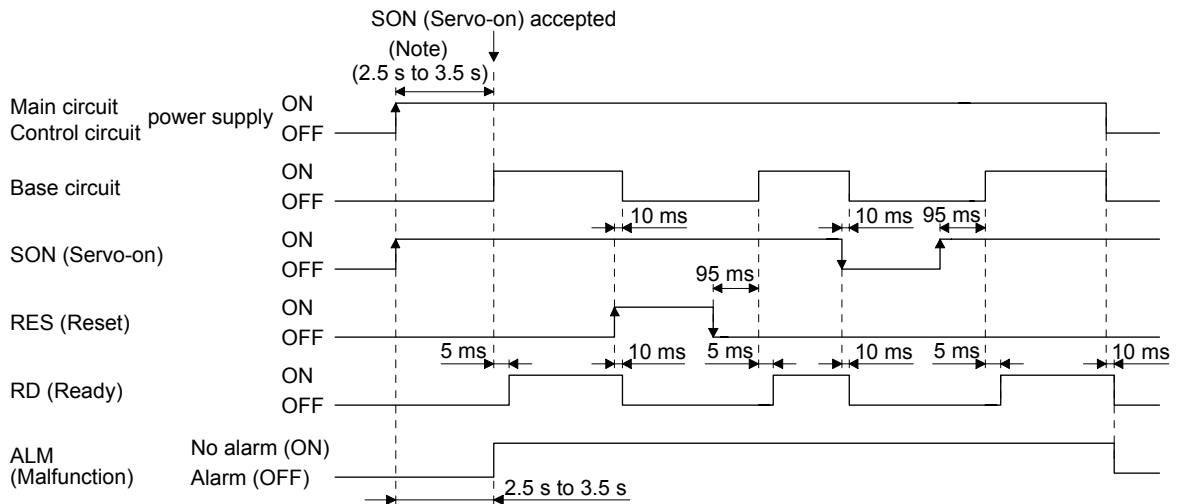 SON (Servo-on) accepted
(Note)
(2.5 s to 3.5 s)
Main circuit
Control circuit
power supply
ON
OFF
Base circuit
ON
OFF
10 ms
10 ms
95 ms
SON (Servo-on)
ON
OFF
95 ms
RES (Reset)
ON
OFF
5 ms
10 ms
5 ms
10 ms
5 ms
10 ms
RD (Ready)
ON
OFF
ALM
(Malfunction)
No alarm (ON)
Alarm (OFF)
2.5 s to 3.5 s